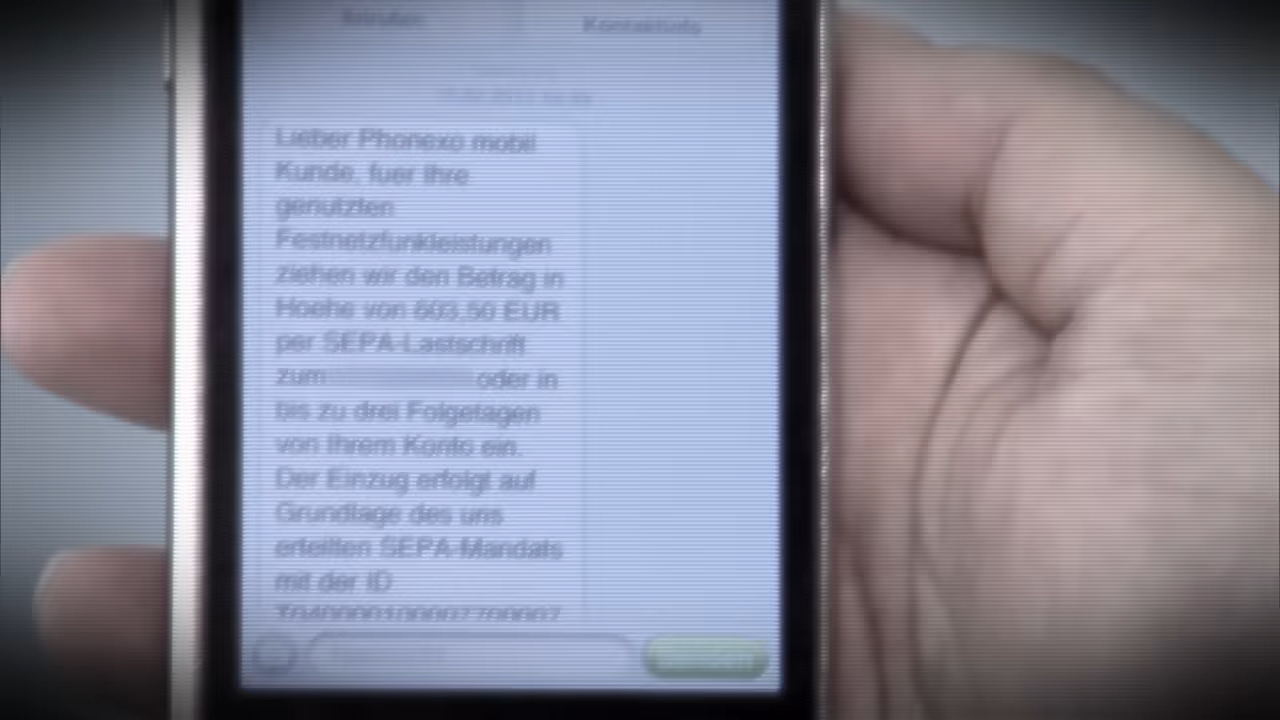 Anrufen Kontaktinfo
Lieber Phonexo mobil
Kunde, fuer Ihre
genutzten
Festnetzfunkleistungen
ziehen wir den Betrag in
Hoehe von 603,50 EUR
per SEPA-Lastschrift
zum oder in
bis zu drei Folgetagen
von Ihrem Konto ein.
Der Einzug erfolgt auf
Grundlage des uns
erteilten SEPA-Mandats
mit der ID